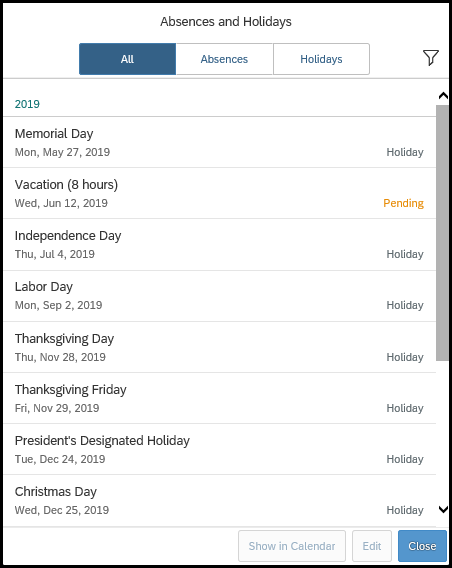 Absences and Holidays
All Absences Holidays
2019
Memorial Day
Mon, May 27, 2019 Holiday
Vacation (8 hours)
Wed, Jun 12, 2019 Pending
Independence Day
Thu, Jul 4, 2019 Holiday
Labor Day
Mon, Sep 2, 2019 Holiday
Thanksgiving Day
Thu, Nov 28, 2019 Holiday
Thanksgiving Friday
Fri, Nov 29, 2019 Holiday
President's Designated Holiday
Tue, Dec 24, 2019 Holiday
Christmas Day
Wed, Dec 25, 2019 Holiday
Show in Calendar Edit Close